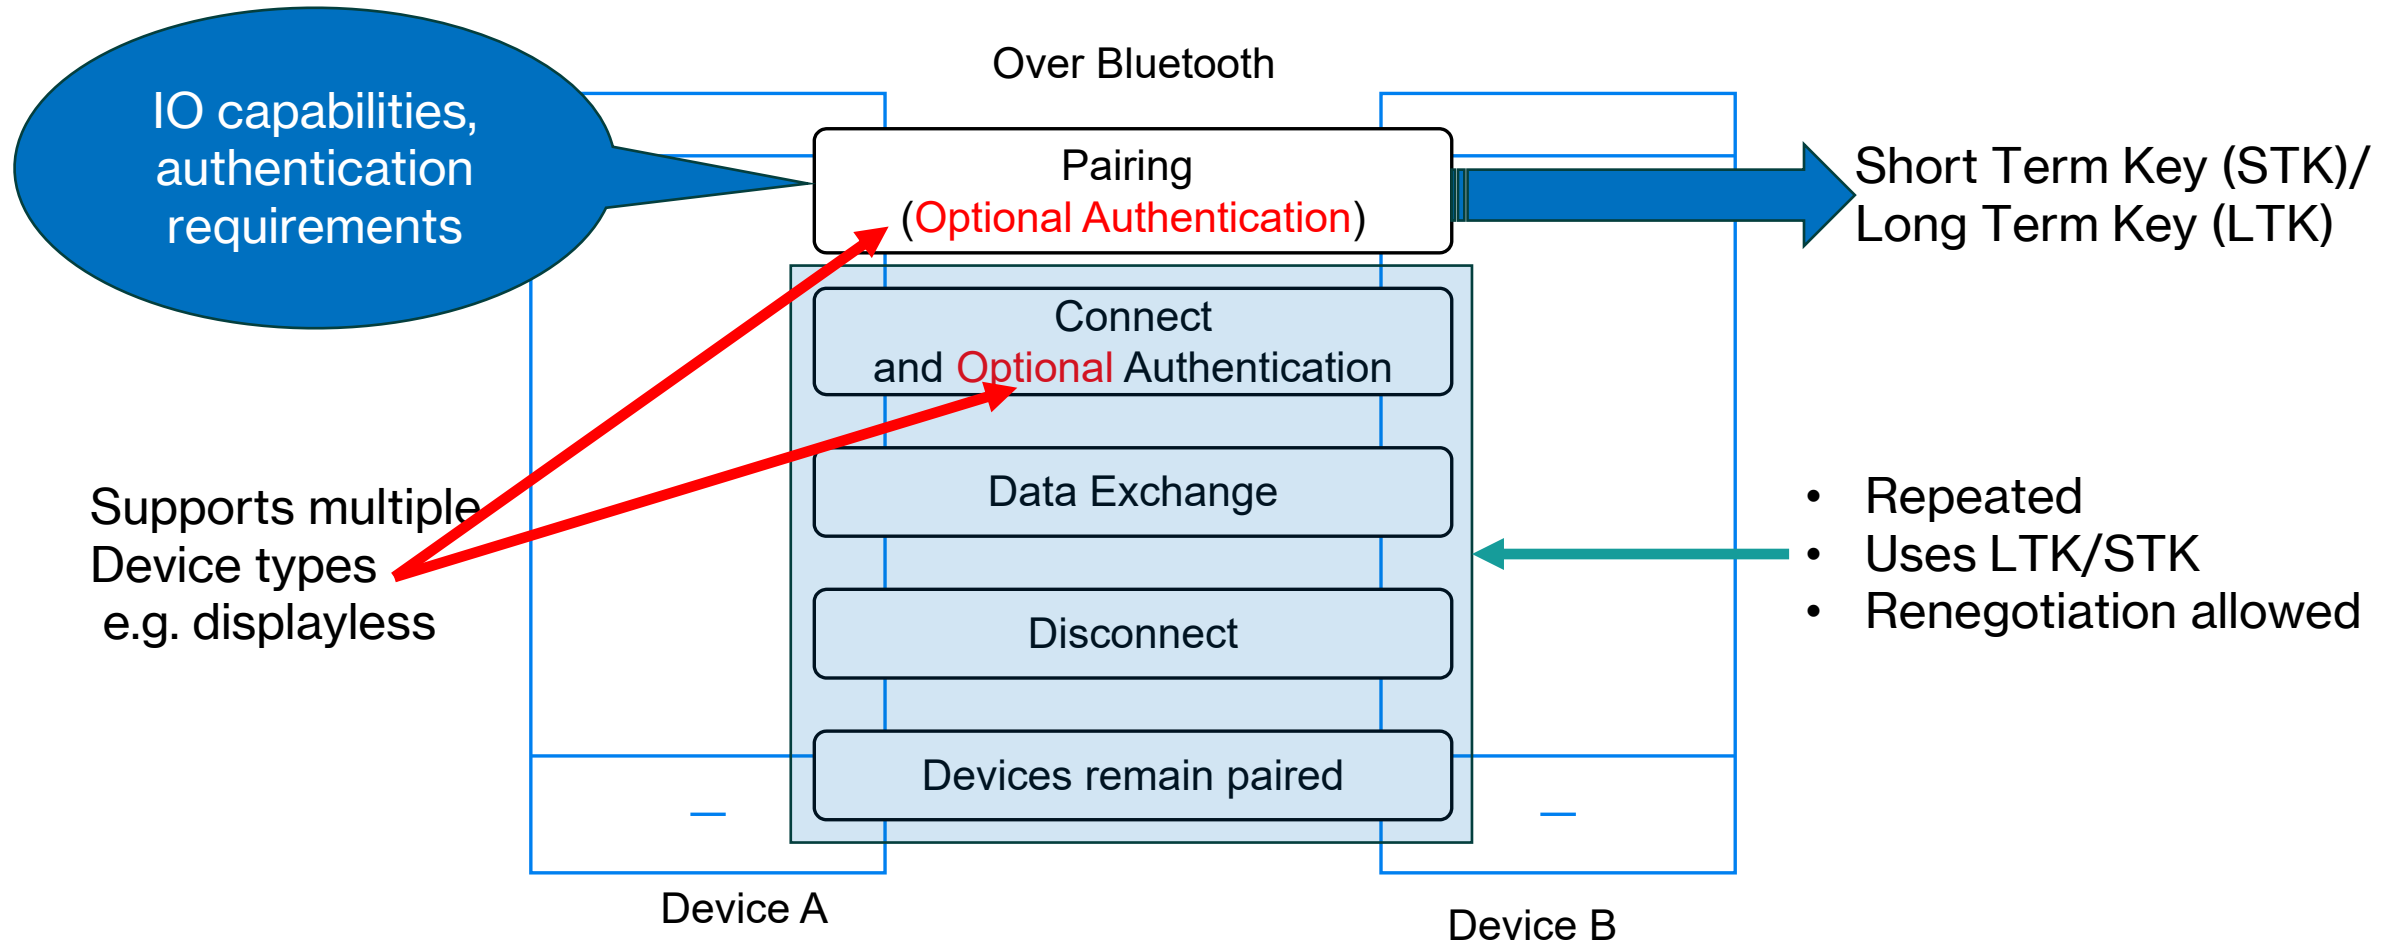 Over Bluetooth
IO capabilities,
authentication
requirements
Pairing
(Optional Authentication)
Short Term Key (STK)/
Long Term Key (LTK)
Connect
and Optional Authentication
Data Exchange
Disconnect
Devices remain paired
Supports multiple
Device types
e.g. displayless
• Repeated
• Uses LTK/STK
• Renegotiation allowed
Device A
Device B